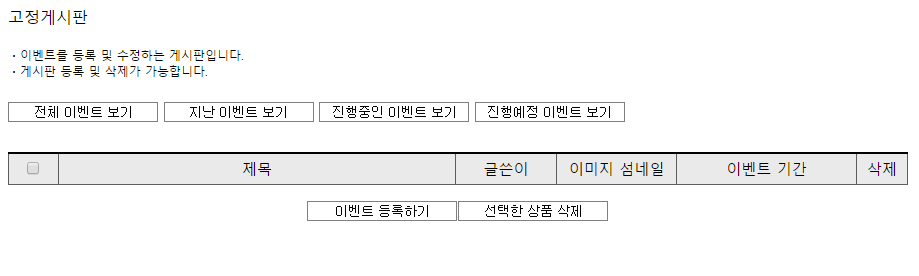 고정게시판
· 이벤트를 등록 및 수정하는 게시판입니다.
· 게시판 등록 및 삭제가 가능합니다.
전체 이벤트 보기 지난 이벤트 보기 진행중인 이벤트 보기 진행예정 이벤트 보기
제목 글쓴이 이미지 섬네일 이벤트 기간 삭제
이벤트 등록하기 선택한 상품 삭제